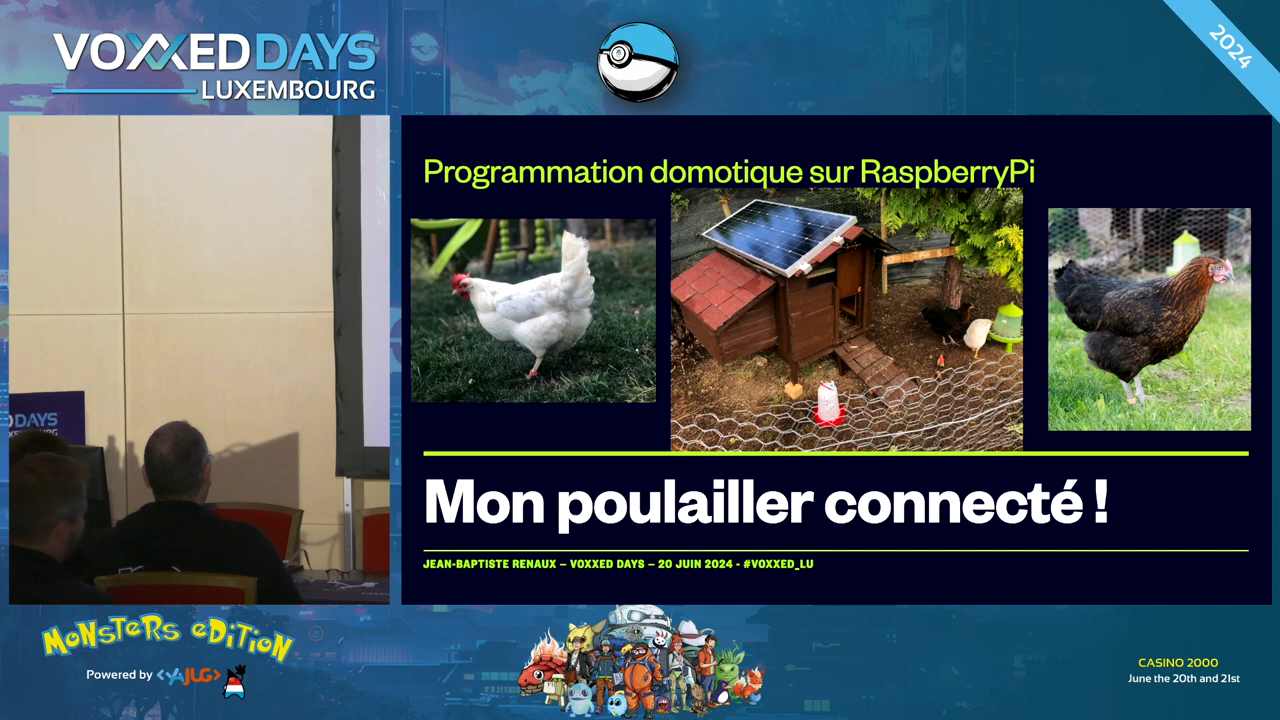 VOXXED DAYS
LUXEMBOURG
2024
DAYS
Programmation domotique sur RaspberryPi
Mon poulailler connecté !
JEAN-BAPTISTE RENAUX – VOXXED DAYS – 20 JUIN 2024 - #VOXXED_LU
MONSTERS EDITION
Powered by <YAJUG>
CASINO 2000
June the 20th and 21st